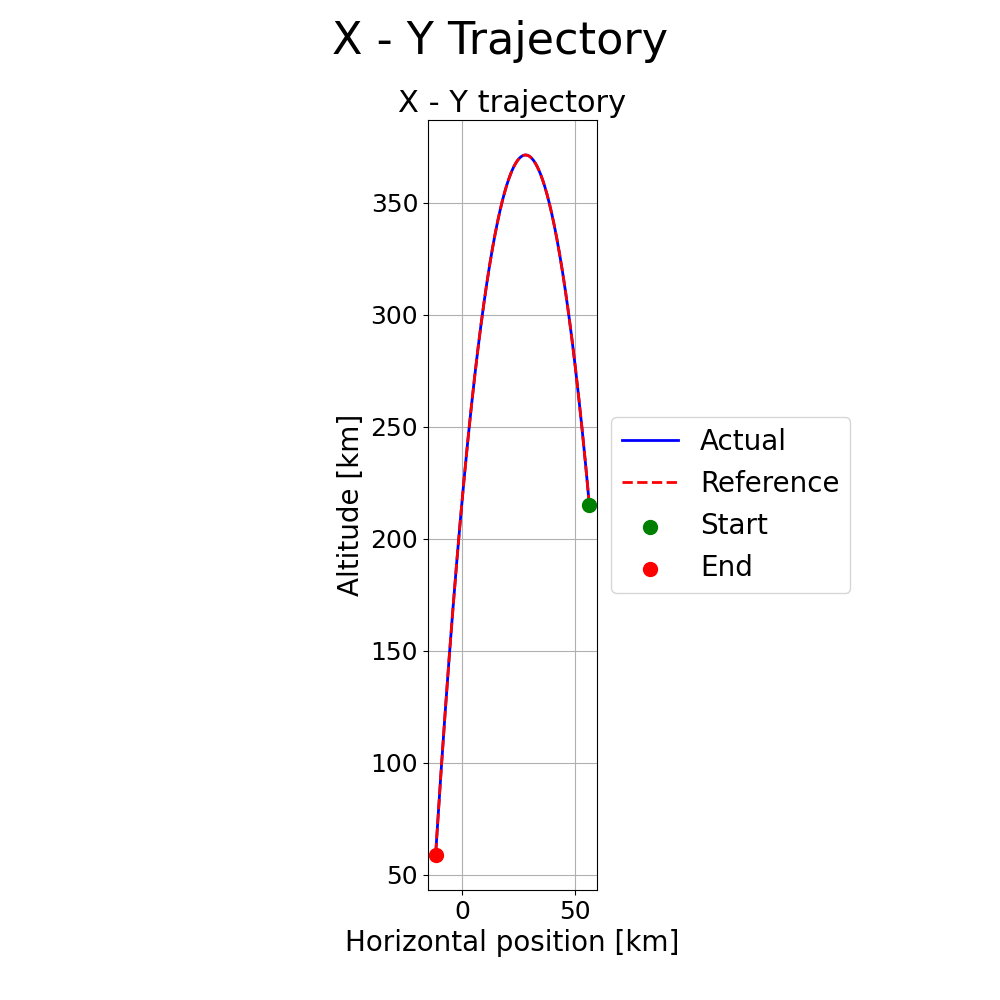 X - Y Trajectory
X - Y trajectory
350
300
250
200
150
100
50
Altitude [km]
0 50
Horizontal position [km]
Actual
Reference
Start
End